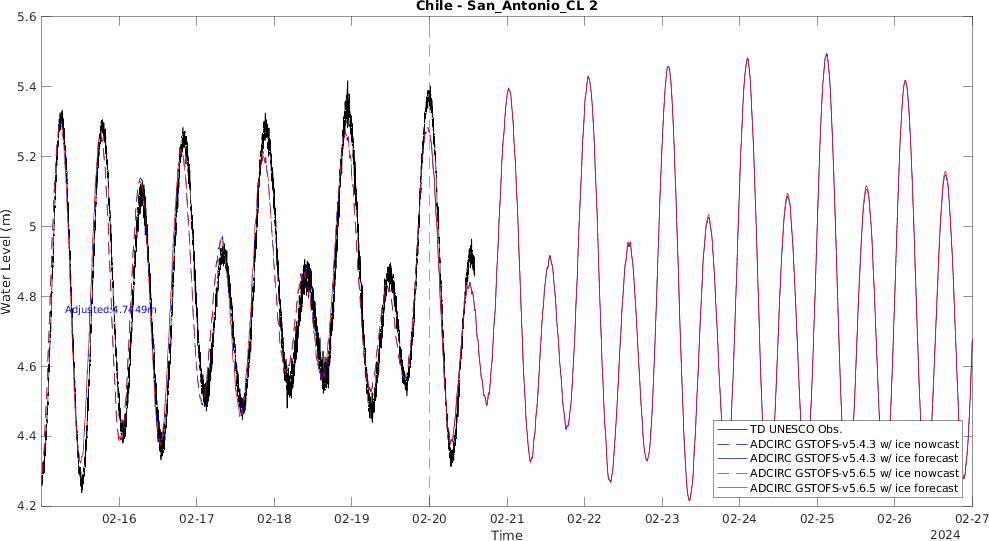 Chile - San_Antonio_CL 2
Water Level (m)
5.6
5.4
5.2
5
4.8
4.6
4.4
4.2
TD UNESCO Obs.
ADCIRC GSTOFS-v5.4.3 w/ ice nowcast
ADCIRC GSTOFS-v5.4.3 w/ ice forecast
ADCIRC GSTOFS-v5.6.5 w/ ice nowcast
ADCIRC GSTOFS-v5.6.5 w/ ice forecast
02-16 02-17 02-18 02-19 02-20 02-21 02-22 02-23 02-24 02-25 02-26 02-27
Time
2024